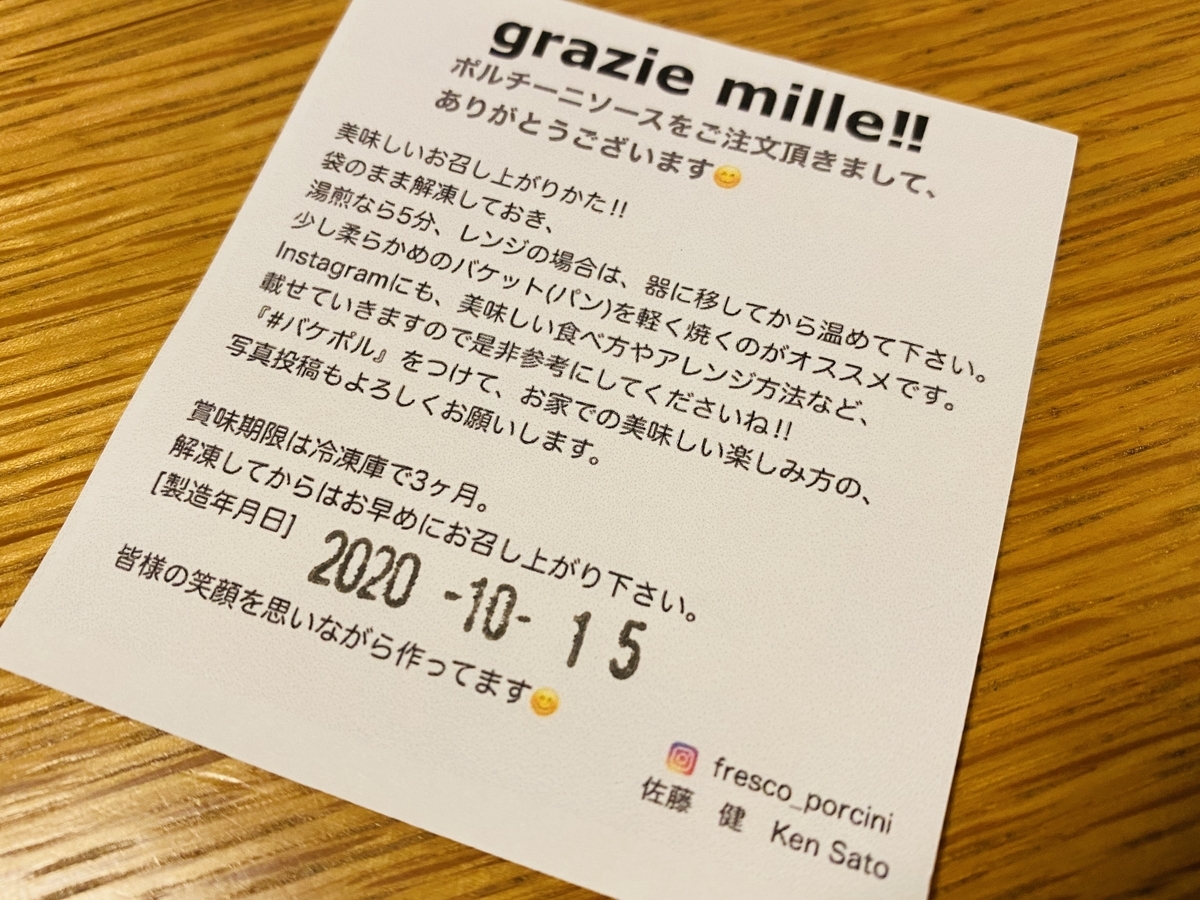 grazie mille!!
ポルチーニソースをご注文頂きまして、
ありがとうございます😊
美味しいお召し上がりかた!!
袋のまま解凍しておき、
湯煎なら5分、レンジの場合は、器に移してから温めて下さい。
少し柔らかめのバケット(パン)を軽く焼くのがオススメです。
Instagramにも、美味しい食べ方やアレンジ方法など、
載せていきますので是非参考にしてくださいね!!
『#バケポル』をつけて、お家での美味しい楽しみ方の、
写真投稿もよろしくお願いします。
賞味期限は冷凍庫で3ヶ月。
解凍してからはお早めにお召し上がり下さい。
[製造年月日] 2020 -10- 15
皆様の笑顔を思いながら作ってます😊
fresco_porcini
佐藤 健 Ken Sato